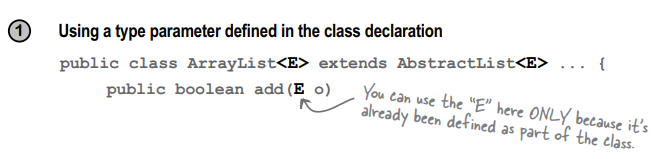 1 Using a type parameter defined in the class declaration
public class ArrayList<E> extends AbstractList<E> ... {
public boolean add(E o)
You can use the "E" here ONLY because it's
already been defined as part of the class.